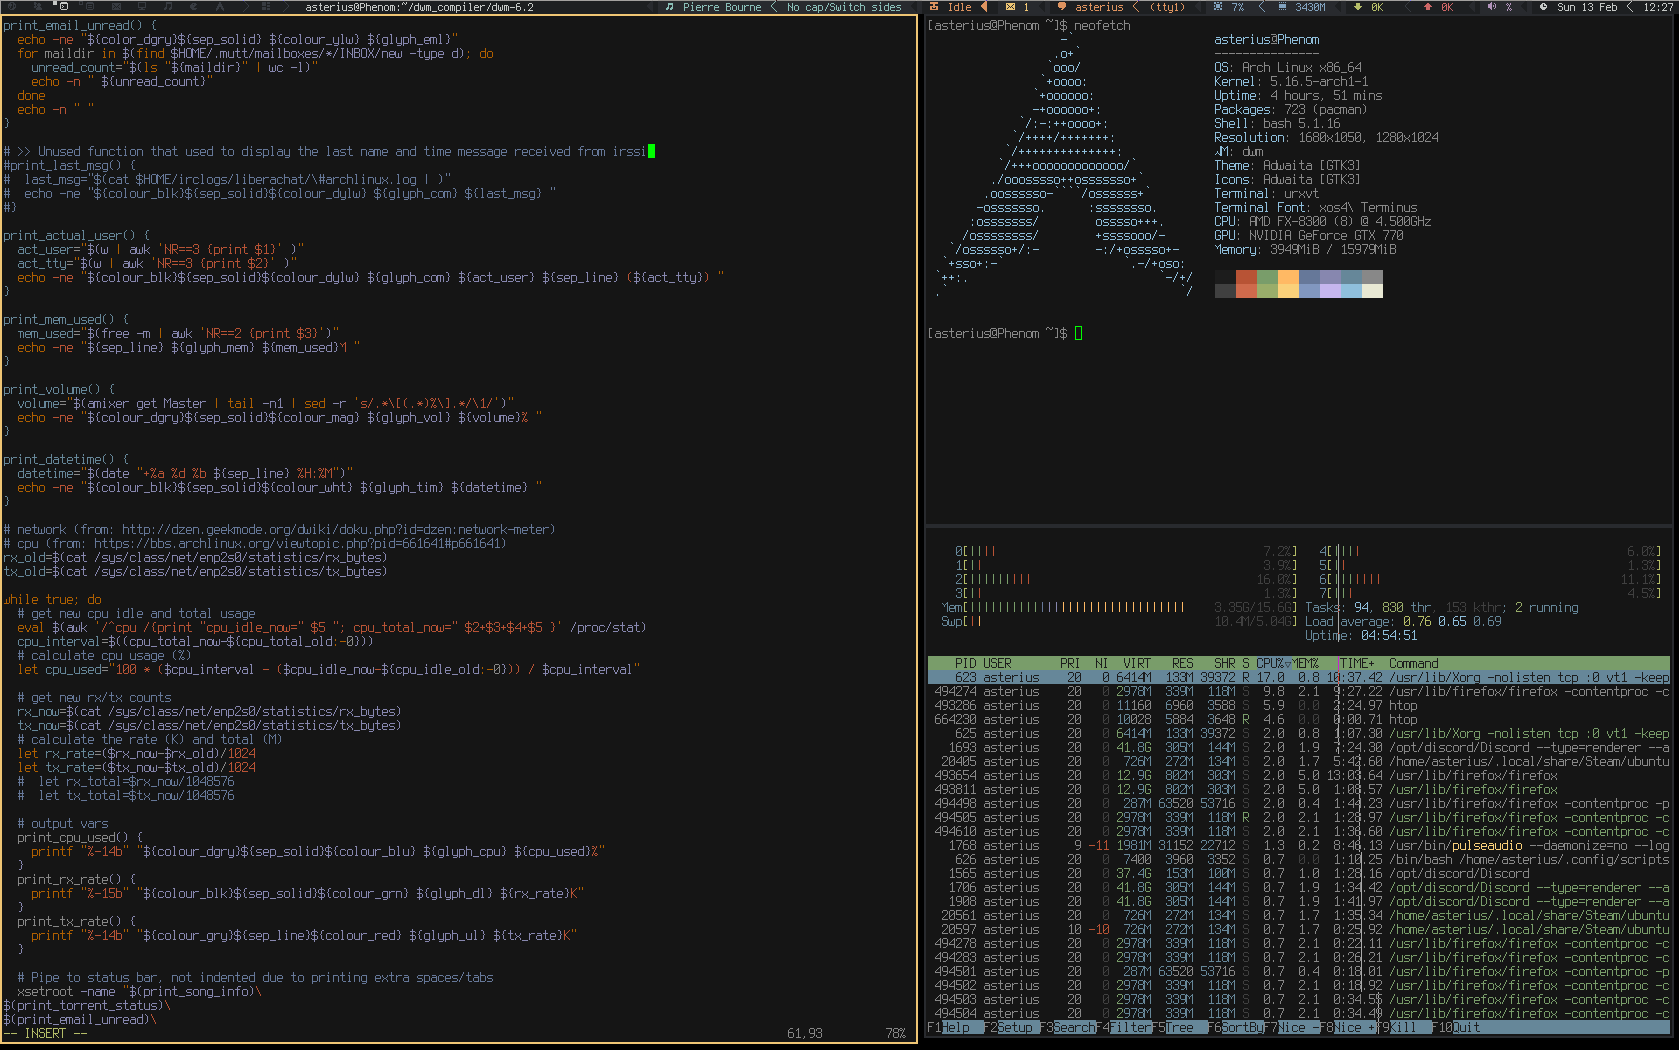 asterius@Phenom:~/dwm_compiler/dwm-6.2
Pierre Bourne
No cap/Switch sides
Idle
1
asterius
(tty1)
7%
3430M
0K
0K
%
Sun 13 Feb
12:27
print_email_unread() {
echo -ne "${color_dgry}${sep_solid} ${colour_ylw} ${glyph_eml}"
for maildir in $(find $HOME/.mutt/mailboxes/*/INBOX/new -type d); do
unread_count="$(ls "${maildir}" | wc -l)"
echo -n " ${unread_count}"
done
echo -n " "
}
# >> Unused function that used to display the last name and time message received from irssi
#print_last_msg() {
#  last_msg="$(cat $HOME/irclogs/liberachat/\#archlinux.log | )"
#  echo -ne "${colour_blk}${sep_solid}${colour_dylw} ${glyph_com} ${last_msg} "
#}
print_actual_user() {
act_user="$(w | awk 'NR==3 {print $1}' )"
act_tty="$(w | awk 'NR==3 {print $2}' )"
echo -ne "${colour_blk}${sep_solid}${colour_dylw} ${glyph_com} ${act_user} ${sep_line} (${act_tty}) "
}
print_mem_used() {
mem_used="$(free -m | awk 'NR==2 {print $3}')"
echo -ne "${sep_line} ${glyph_mem} ${mem_used}M "
}
print_volume() {
volume="$(amixer get Master | tail -n1 | sed -r 's/.*\[(.*)%\].*/\1/')"
echo -ne "${colour_dgry}${sep_solid}${colour_mag} ${glyph_vol} ${volume}% "
}
print_datetime() {
datetime="$(date "+%a %d %b ${sep_line} %H:%M")"
echo -ne "${colour_blk}${sep_solid}${colour_wht} ${glyph_tim} ${datetime} "
}
# network (from: http://dzen.geekmode.org/dwiki/doku.php?id=dzen:network-meter)
# cpu (from: https://bbs.archlinux.org/viewtopic.php?pid=661641#p661641)
rx_old=$(cat /sys/class/net/enp2s0/statistics/rx_bytes)
tx_old=$(cat /sys/class/net/enp2s0/statistics/tx_bytes)
while true; do
# get new cpu idle and total usage
eval $(awk '/^cpu /{print "cpu_idle_now=" $5 "; cpu_total_now=" $2+$3+$4+$5 }' /proc/stat)
cpu_interval=$((cpu_total_now-${cpu_total_old:-0}))
# calculate cpu usage (%)
let cpu_used="100 * ($cpu_interval - ($cpu_idle_now-${cpu_idle_old:-0})) / $cpu_interval"
# get new rx/tx counts
rx_now=$(cat /sys/class/net/enp2s0/statistics/rx_bytes)
tx_now=$(cat /sys/class/net/enp2s0/statistics/tx_bytes)
# calculate the rate (K) and total (M)
let rx_rate=($rx_now-$rx_old)/1024
let tx_rate=($tx_now-$tx_old)/1024
#  let rx_total=$rx_now/1048576
#  let tx_total=$tx_now/1048576
# output vars
print_cpu_used() {
printf "%-14b" "${colour_dgry}${sep_solid}${colour_blu} ${glyph_cpu} ${cpu_used}%"
}
print_rx_rate() {
printf "%-15b" "${colour_blk}${sep_solid}${colour_grn} ${glyph_dl} ${rx_rate}K"
}
print_tx_rate() {
printf "%-14b" "${colour_gry}${sep_line}${colour_red} ${glyph_ul} ${tx_rate}K"
}
# Pipe to status bar, not indented due to printing extra spaces/tabs
xsetroot -name "$(print_song_info)\
$(print_torrent_status)\
$(print_email_unread)\
-- INSERT --
61,93
78%
[asterius@Phenom ~]$ neofetch
asterius@Phenom
---------------
OS: Arch Linux x86_64
Kernel: 5.16.5-arch1-1
Uptime: 4 hours, 51 mins
Packages: 723 (pacman)
Shell: bash 5.1.16
Resolution: 1680x1050, 1280x1024
WM: dwm
Theme: Adwaita [GTK3]
Icons: Adwaita [GTK3]
Terminal: urxvt
Terminal Font: xos4\ Terminus
CPU: AMD FX-8300 (8) @ 4.500GHz
GPU: NVIDIA GeForce GTX 770
Memory: 3949MiB / 15979MiB
[asterius@Phenom ~]$
0[ 7.2%] 4[ 6.0%]
1[ 3.9%] 5[ 1.3%]
2[ 16.0%] 6[ 11.1%]
3[ 1.3%] 7[ 4.5%]
Mem[ 3.35G/15.6G] Tasks: 94, 830 thr, 153 kthr; 2 running
Swp[ 10.4M/5.04G] Load average: 0.76 0.65 0.69
Uptime: 04:54:51
PID USER PRI NI VIRT RES SHR S CPU% MEM% TIME+ Command
623 asterius 20 0 6414M 133M 39372 R 17.0 0.8 10:37.42 /usr/lib/Xorg -nolisten tcp :0 vt1 -keep
494274 asterius 20 0 2978M 339M 118M S 9.8 2.1 9:27.22 /usr/lib/firefox/firefox -contentproc -c
493286 asterius 20 0 11160 6960 3588 S 5.9 0.0 2:24.97 htop
664230 asterius 20 0 10028 5884 3648 R 4.6 0.0 0:00.71 htop
625 asterius 20 0 6414M 133M 39372 S 2.0 0.8 1:07.30 /usr/lib/Xorg -nolisten tcp :0 vt1 -keep
1693 asterius 20 0 41.8G 305M 144M S 2.0 1.9 7:24.30 /opt/discord/Discord --type=renderer --a
20405 asterius 20 0 726M 272M 134M S 2.0 1.7 5:42.60 /home/asterius/.local/share/Steam/ubuntu
493654 asterius 20 0 12.9G 802M 303M S 2.0 5.0 13:03.64 /usr/lib/firefox/firefox
493811 asterius 20 0 12.9G 802M 303M S 2.0 5.0 1:08.57 /usr/lib/firefox/firefox
494498 asterius 20 0 287M 63520 53716 S 2.0 0.4 1:44.23 /usr/lib/firefox/firefox -contentproc -p
494505 asterius 20 0 2978M 339M 118M R 2.0 2.1 1:28.97 /usr/lib/firefox/firefox -contentproc -c
494610 asterius 20 0 2978M 339M 118M S 2.0 2.1 1:36.60 /usr/lib/firefox/firefox -contentproc -c
1768 asterius 9 -11 1981M 31152 22712 S 1.3 0.2 8:46.13 /usr/bin/pulseaudio --daemonize=no --log
626 asterius 20 0 7400 3960 3352 S 0.7 0.0 1:10.25 /bin/bash /home/asterius/.config/scripts
1565 asterius 20 0 37.4G 153M 100M S 0.7 1.0 1:28.16 /opt/discord/Discord
1706 asterius 20 0 41.8G 305M 144M S 0.7 1.9 1:34.42 /opt/discord/Discord --type=renderer --a
1908 asterius 20 0 41.8G 305M 144M S 0.7 1.9 1:41.97 /opt/discord/Discord --type=renderer --a
20561 asterius 20 0 726M 272M 134M S 0.7 1.7 1:35.34 /home/asterius/.local/share/Steam/ubuntu
20597 asterius 10 -10 726M 272M 134M S 0.7 1.7 0:25.92 /home/asterius/.local/share/Steam/ubuntu
494278 asterius 20 0 2978M 339M 118M S 0.7 2.1 0:22.11 /usr/lib/firefox/firefox -contentproc -c
494283 asterius 20 0 2978M 339M 118M S 0.7 2.1 0:26.21 /usr/lib/firefox/firefox -contentproc -c
494501 asterius 20 0 287M 63520 53716 S 0.7 0.4 0:18.01 /usr/lib/firefox/firefox -contentproc -p
494502 asterius 20 0 2978M 339M 118M S 0.7 2.1 0:18.92 /usr/lib/firefox/firefox -contentproc -c
494503 asterius 20 0 2978M 339M 118M S 0.7 2.1 0:34.55 /usr/lib/firefox/firefox -contentproc -c
494504 asterius 20 0 2978M 339M 118M S 0.7 2.1 0:34.49 /usr/lib/firefox/firefox -contentproc -c
F1Help F2Setup F3Search F4Filter F5Tree F6SortBy F7Nice - F8Nice + F9Kill F10Quit